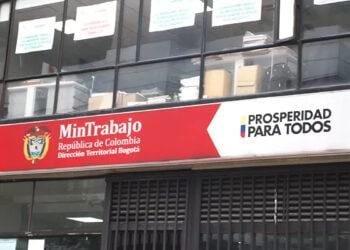 MinTrabajo
República de Colombia
Dirección Territorial Bogotá
PROSPERIDAD
PARA TODOS